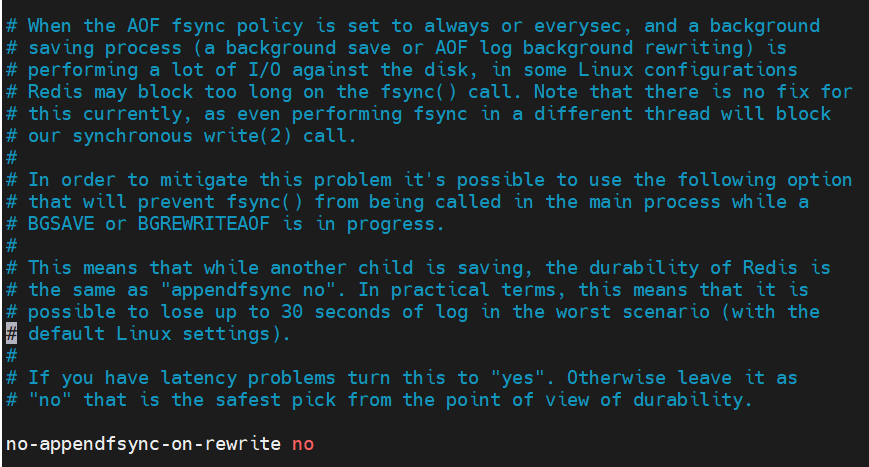 # When the AOF fsync policy is set to always or everysec, and a background
# saving process (a background save or AOF log background rewriting) is
# performing a lot of I/O against the disk, in some Linux configurations
# Redis may block too long on the fsync() call. Note that there is no fix for
# this currently, as even performing fsync in a different thread will block
# our synchronous write(2) call.
#
# In order to mitigate this problem it's possible to use the following option
# that will prevent fsync() from being called in the main process while a
# BGSAVE or BGREWRITEAOF is in progress.
#
# This means that while another child is saving, the durability of Redis is
# the same as "appendfsync no". In practical terms, this means that it is
# possible to lose up to 30 seconds of log in the worst scenario (with the
# default Linux settings).
#
# If you have latency problems turn this to "yes". Otherwise leave it as
# "no" that is the safest pick from the point of view of durability.
no-appendfsync-on-rewrite no